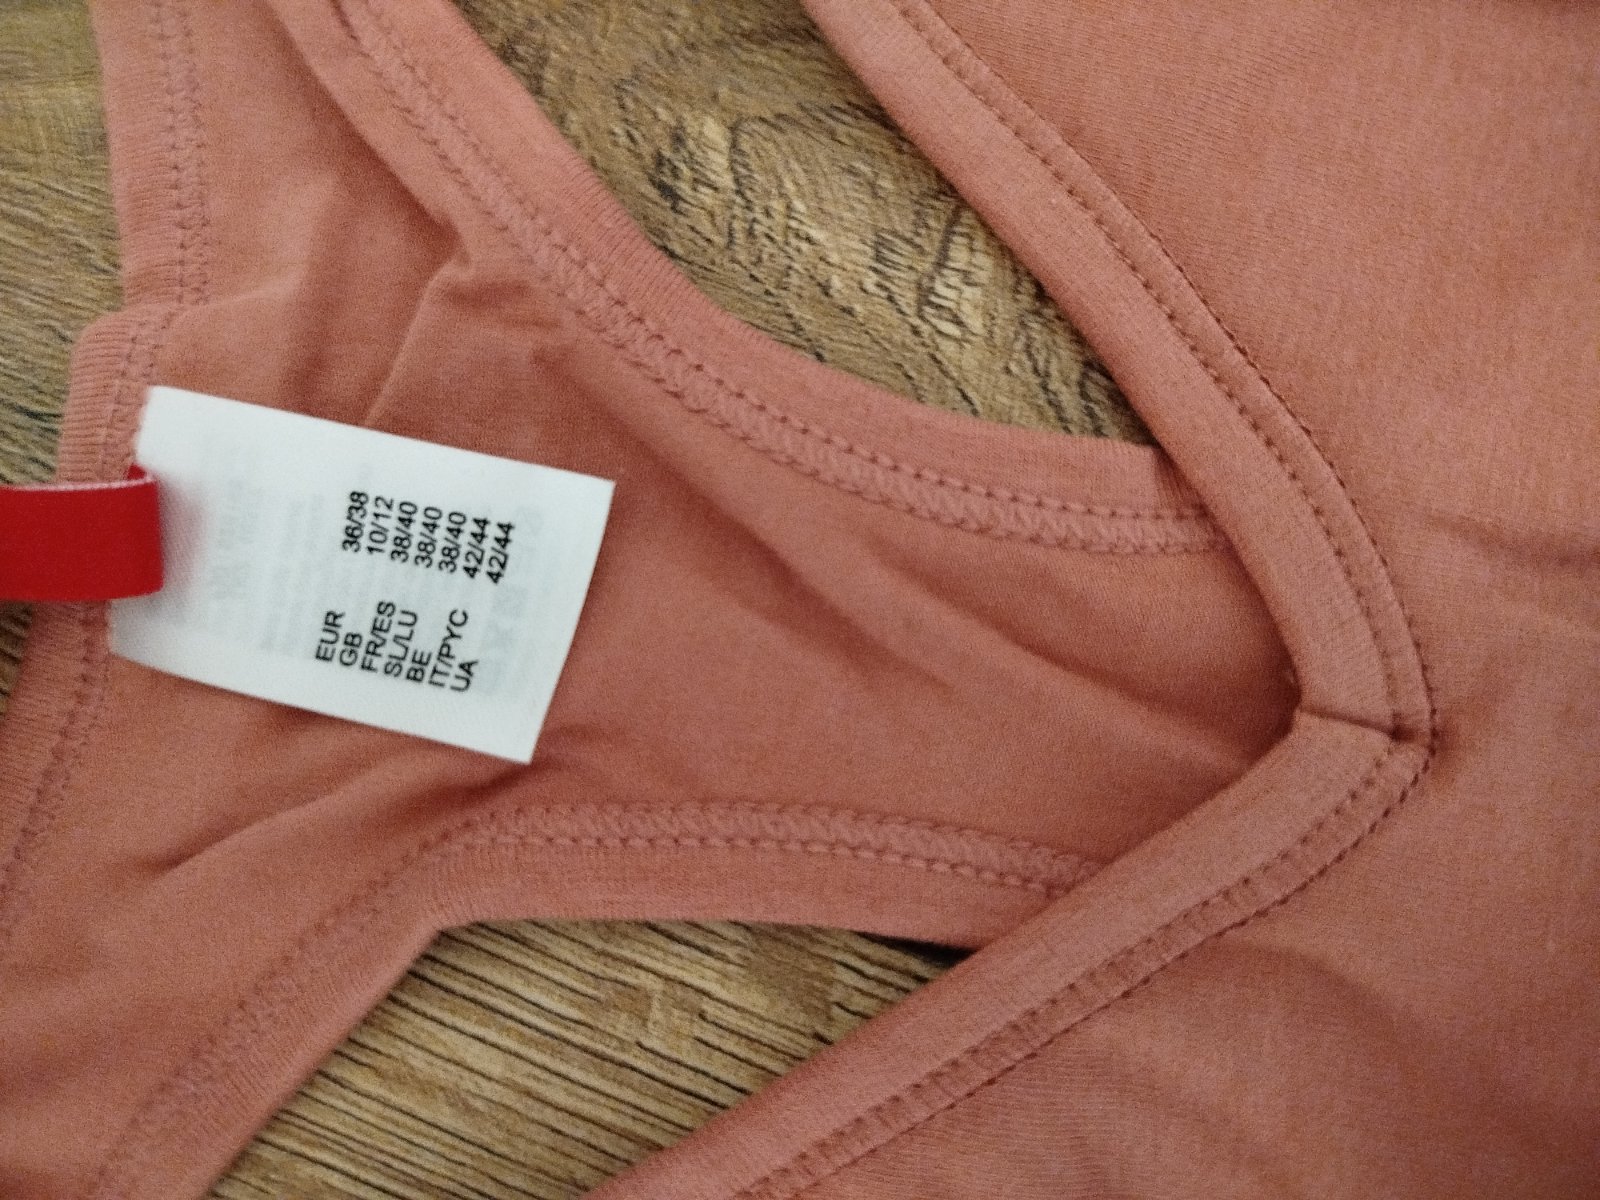 EUR 36/38
GB 10/12
FR/ES 38/40
SL/LU 38/40
BE 38/40
IT/PYC 42/44
UA 42/44